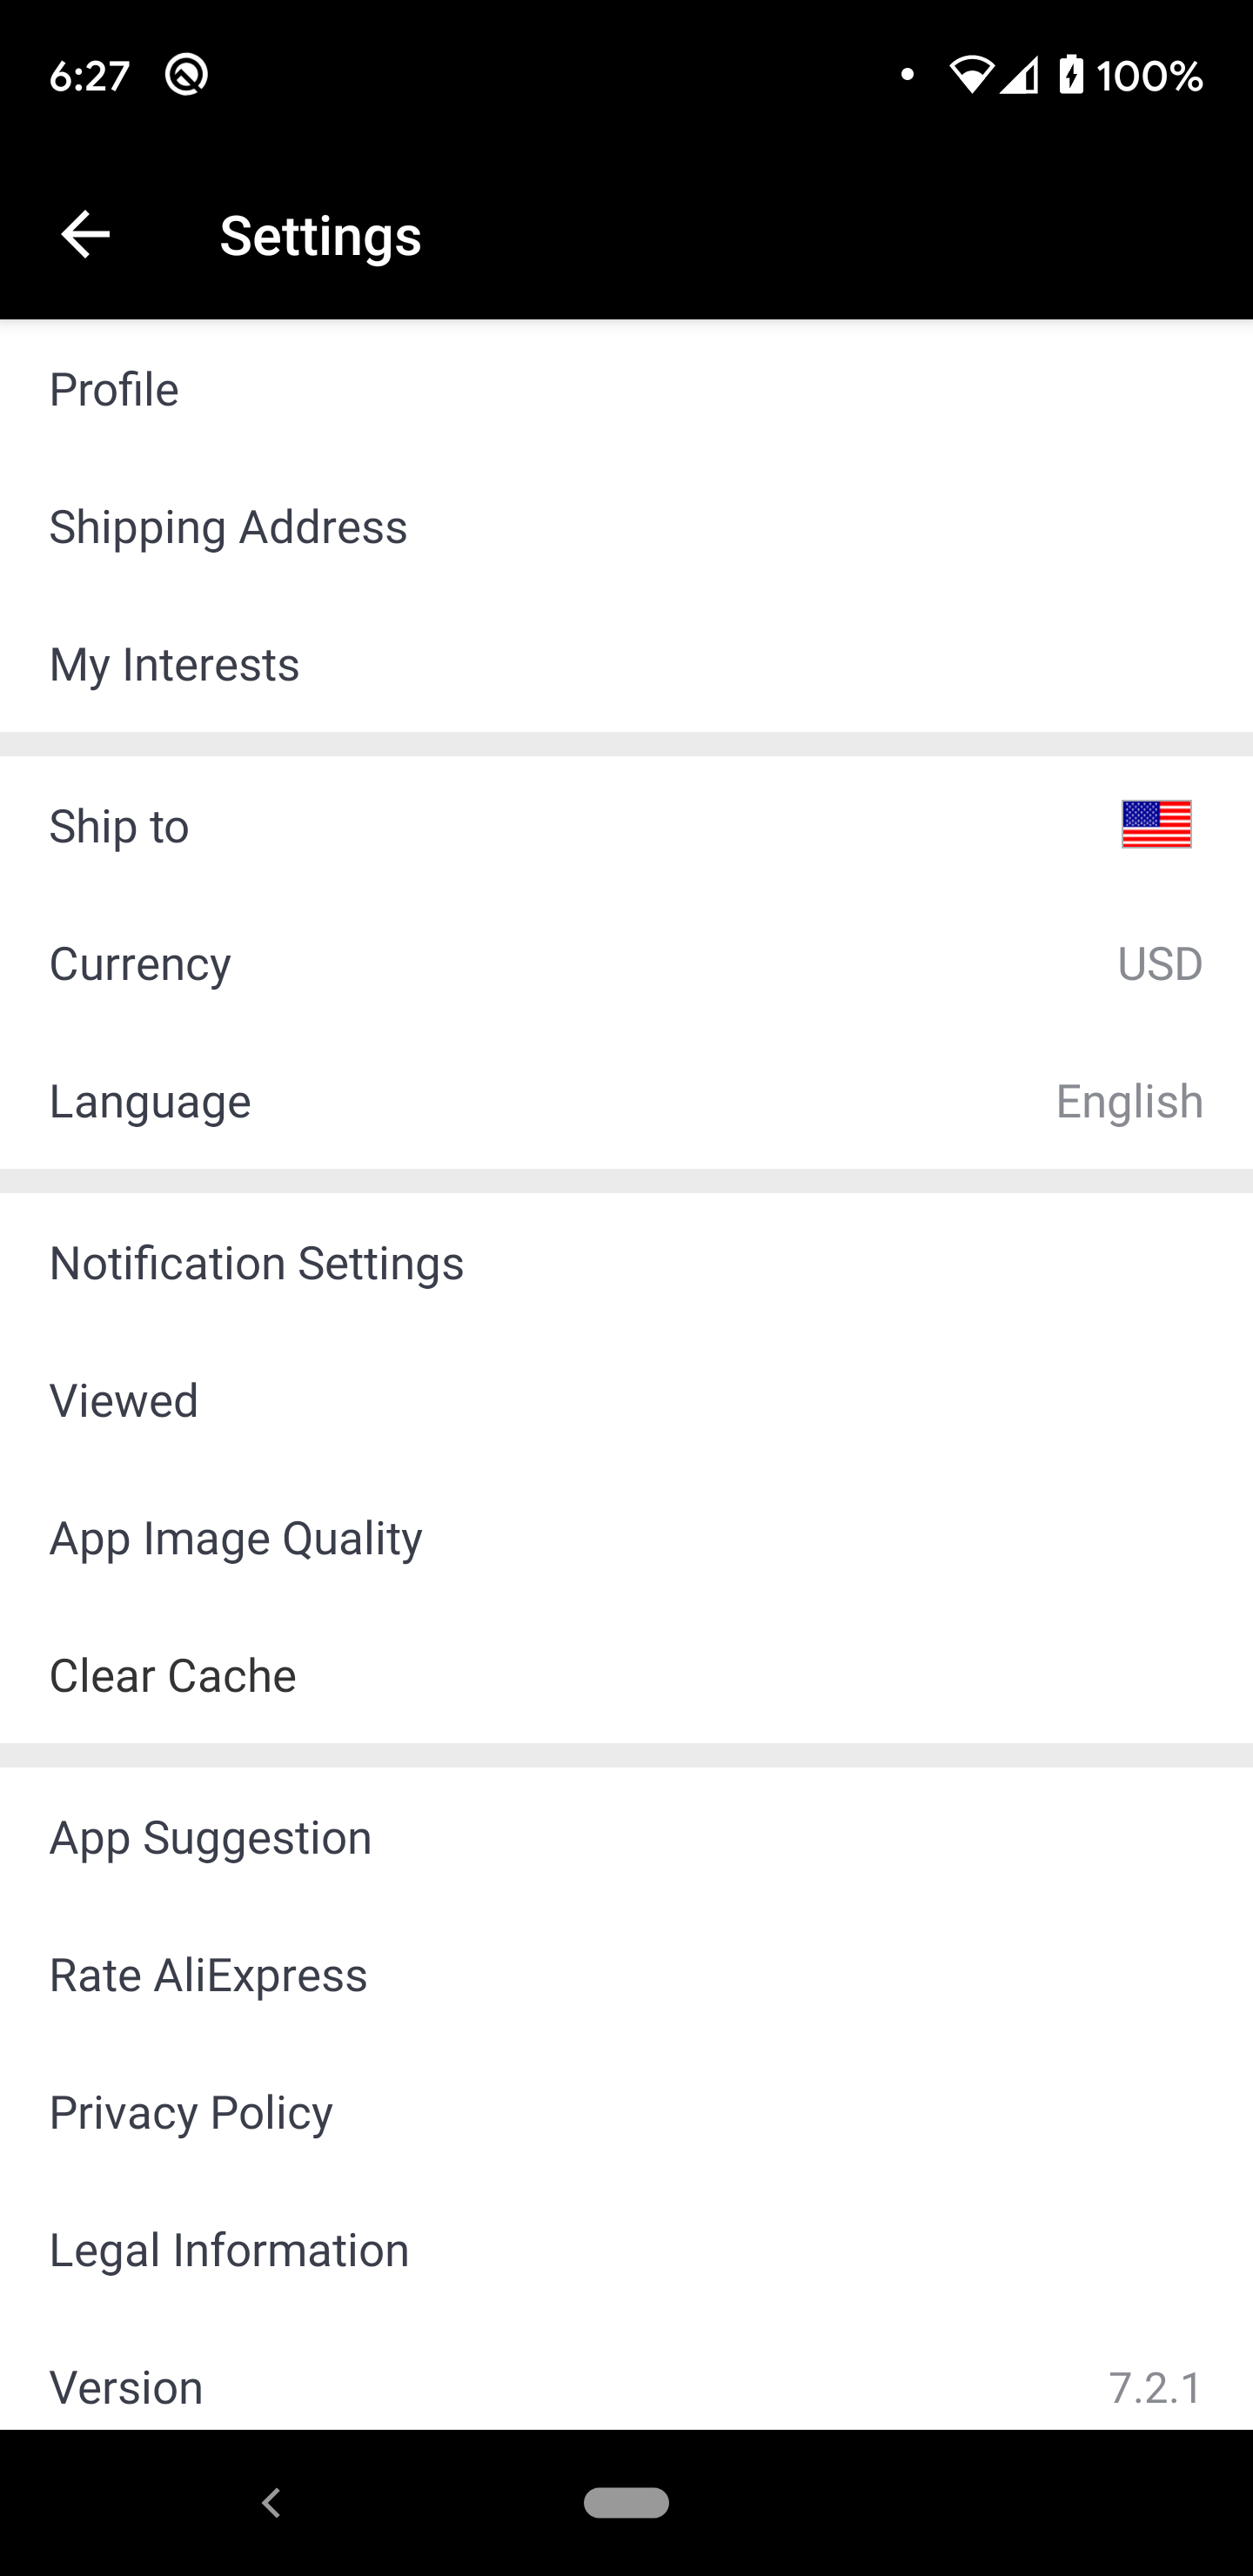 6:27 100%
Settings
Profile
Shipping Address
My Interests
Ship to
Currency USD
Language English
Notification Settings
Viewed
App Image Quality
Clear Cache
App Suggestion
Rate AliExpress
Privacy Policy
Legal Information
Version 7.2.1